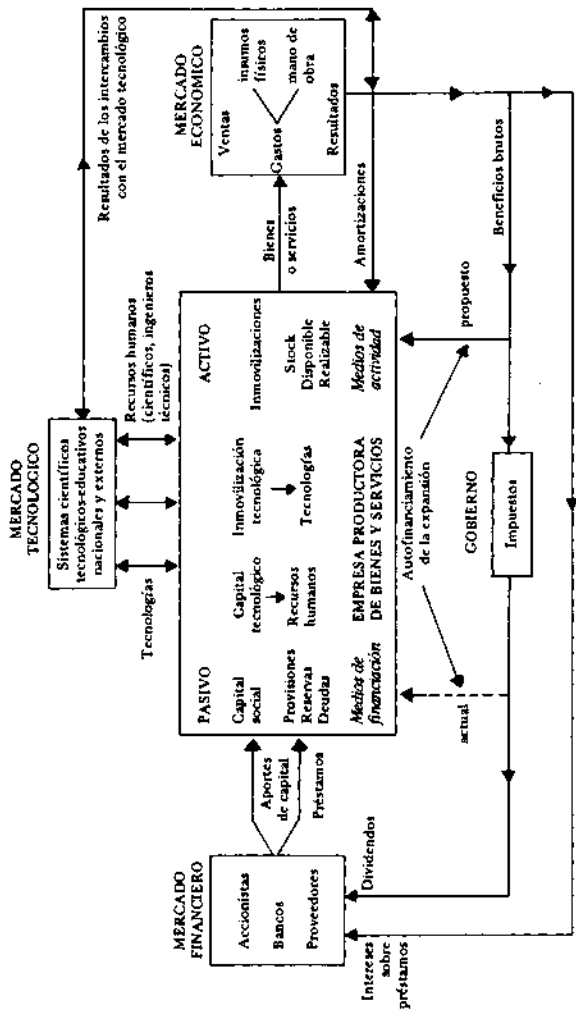 MERCADO
TECNOLOGICO
Sistemas científicos
tecnológicos-educativos
nacionales y externos
Resultados de los intercambios
con el mercado tecnológico
Tecnologías
Recursos humanos
(científicos, ingenieros
técnicos)
MERCADO
FINANCIERO
Accionistas
Bancos
Proveedores
Aportes
de capital
Préstamos
PASIVO
Capital
social
Provisiones
Reservas
Deudas
Medios de
financiación
Capital
tecnológico
Recursos
humanos
Inmovilización
tecnológica
Tecnologías
EMPRESA PRODUCTORA
DE BIENES Y SERVICIOS
ACTIVO
Inmovilizaciones
Stock
Disponible
Realizable
Medios de
actividad
Bienes
o servicios
MERCADO
ECONOMICO
Ventas
Gastos
insumos
físicos
mano de
obra
Resultados
Amortizaciones
actual
Autofinanciamiento
de la expansión
propuesto
Beneficios brutos
Dividendos
GOBIERNO
Impuestos
Intereses
sobre
préstamos